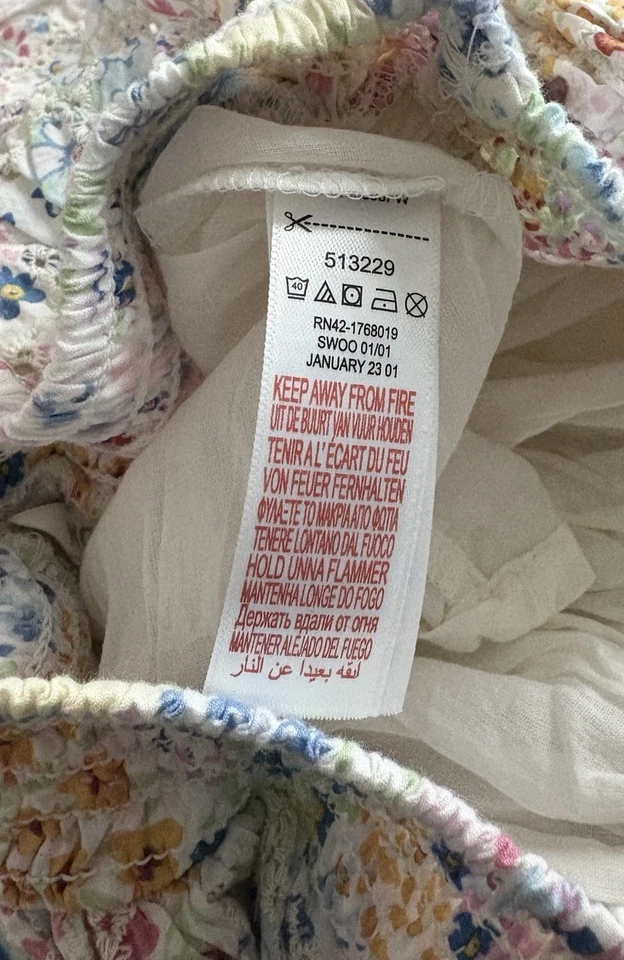 513229
40
RN42-1768019
SWOO 01/01
JANUARY 23 01
KEEP AWAY FROM FIRE
UIT DE BUURT VAN VUUR HOUDEN
TENIR A L'ÉCART DU FEU
VON FEUER FERNHALTEN
ΦΥΛΑΞΤΕ ΤΟ ΜΑΚΡΙΑ ΑΠΟ ΦΩΤΙΑ
TENERE LONTANO DAL FUOCO
HOLD UNNA FLAMMER
MANTENHA LONGE DO FOGO
Держать вдали от огня
MANTENER ALEJADO DEL FUEGO
ابقه بعيدا عن النار